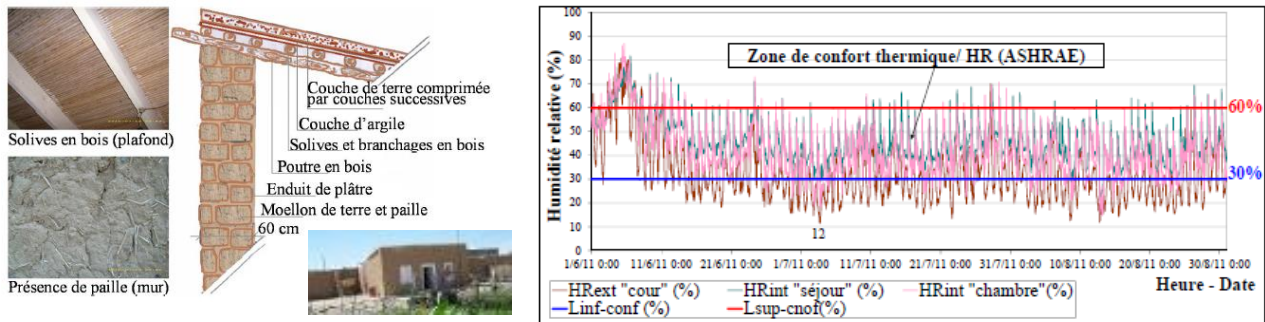 Solives en bois (plafond)
Présence de paille (mur)
Couche de terre comprimée
par couches successives
Couche d'argile
Solives et branchages en bois
Poutre en bois
Enduit de plâtre
Moellon de terre et paille
60 cm
Humidité relative (%)
100
90
80
70
60
50
40
30
20
10
0
Zone de confort thermique/ HR (ASHRAE)
60%
30%
12
1/6/11 0:00
11/6/11 0:00
21/6/11 0:00
1/7/11 0:00
11/7/11 0:00
21/7/11 0:00
31/7/11 0:00
10/8/11 0:00
20/8/11 0:00
30/8/11 0:00
Heure - Date
HRext "cour" (%)
HRint "séjour" (%)
HRint "chambre"(%)
Linf-conf (%)
Lsup-cnof(%)